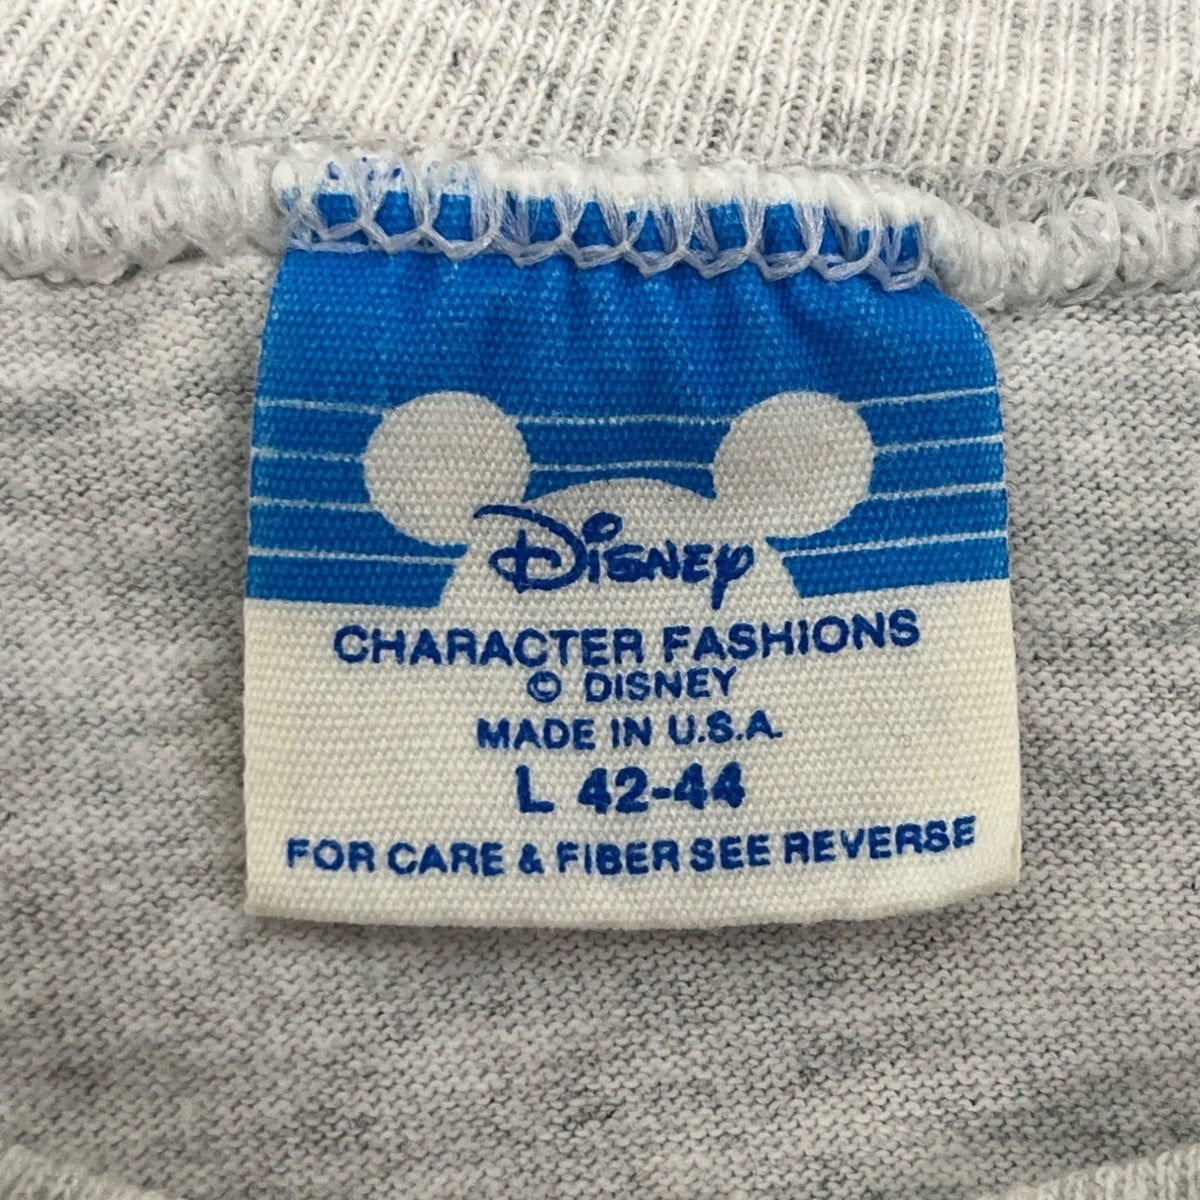 Disney
CHARACTER FASHIONS
© DISNEY
MADE IN U.S.A.
L 42-44
FOR CARE & FIBER SEE REVERSE